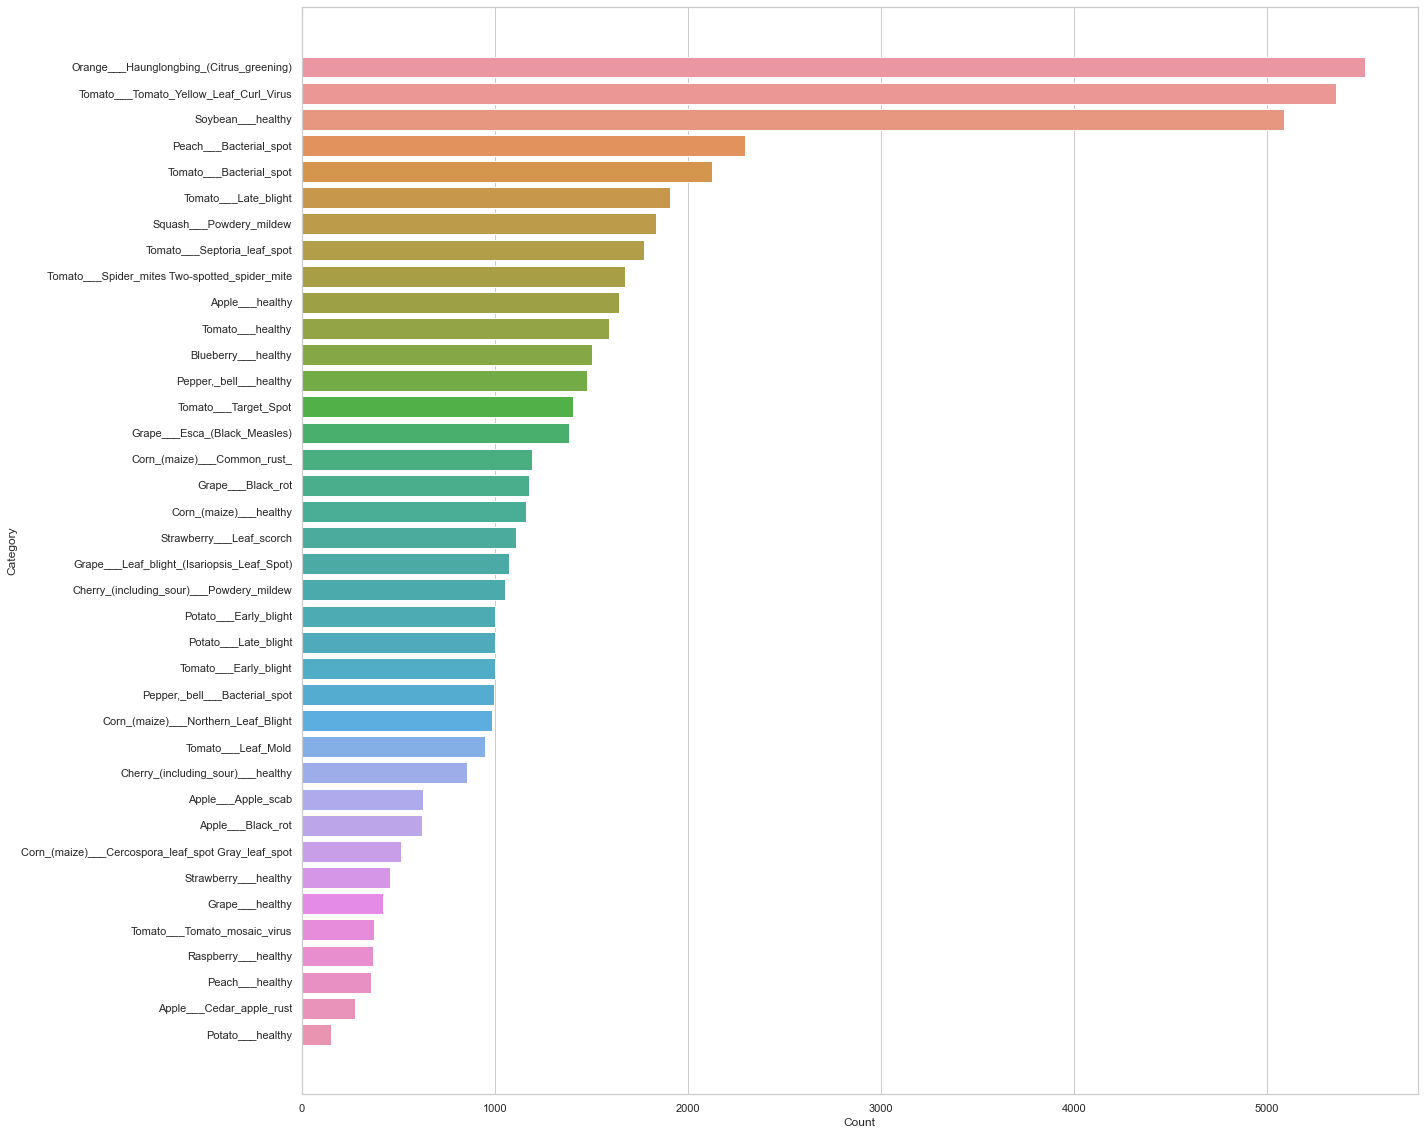 Orange___Haunglongbing_(Citrus_greening)
Tomato___Tomato_Yellow_Leaf_Curl_Virus
Soybean___healthy
Peach___Bacterial_spot
Tomato___Bacterial_spot
Tomato___Late_blight
Squash___Powdery_mildew
Tomato___Septoria_leaf_spot
Tomato___Spider_mites Two-spotted_spider_mite
Apple___healthy
Tomato___healthy
Blueberry___healthy
Pepper,_bell___healthy
Tomato___Target_Spot
Grape___Esca_(Black_Measles)
Corn_(maize)___Common_rust_
Grape___Black_rot
Corn_(maize)___healthy
Strawberry___Leaf_scorch
Grape___Leaf_blight_(Isariopsis_Leaf_Spot)
Cherry_(including_sour)___Powdery_mildew
Potato___Early_blight
Potato___Late_blight
Tomato___Early_blight
Pepper,_bell___Bacterial_spot
Corn_(maize)___Northern_Leaf_Blight
Tomato___Leaf_Mold
Cherry_(including_sour)___healthy
Apple___Apple_scab
Apple___Black_rot
Corn_(maize)___Cercospora_leaf_spot Gray_leaf_spot
Strawberry___healthy
Grape___healthy
Tomato___Tomato_mosaic_virus
Raspberry___healthy
Peach___healthy
Apple___Cedar_apple_rust
Potato___healthy
Category
0 1000 2000 3000 4000 5000
Count